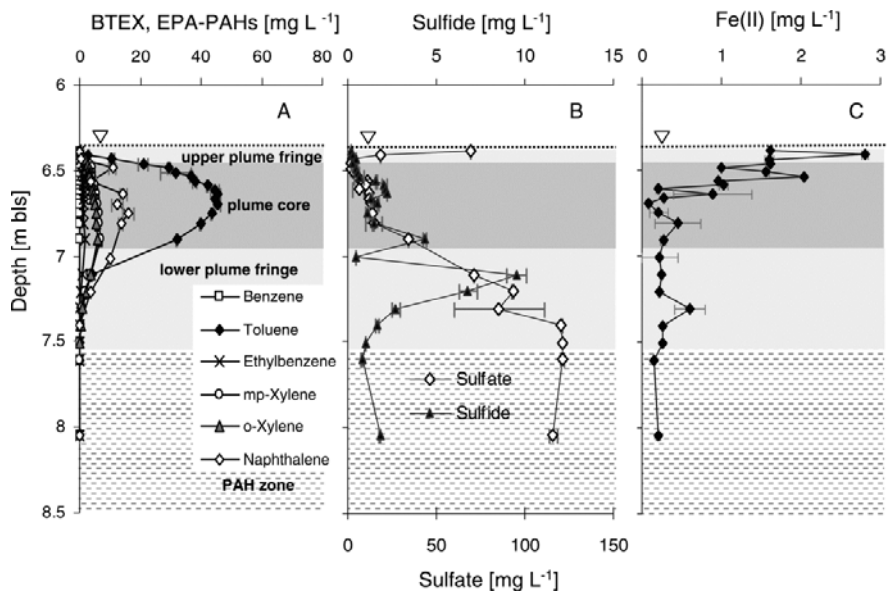 BTEX, EPA-PAHs [mg L -1]
0 20 40 60 80
Sulfide [mg L -1]
0 5 10 15
Fe(II) [mg L -1]
0 1 2 3
Depth [m bls]
6
6.5
7
7.5
8
8.5
A
upper plume fringe
plume core
lower plume fringe
Benzene
Toluene
Ethylbenzene
mp-Xylene
o-Xylene
Naphthalene
PAH zone
B
Sulfate
Sulfide
0 50 100 150
Sulfate [mg L-1]
C